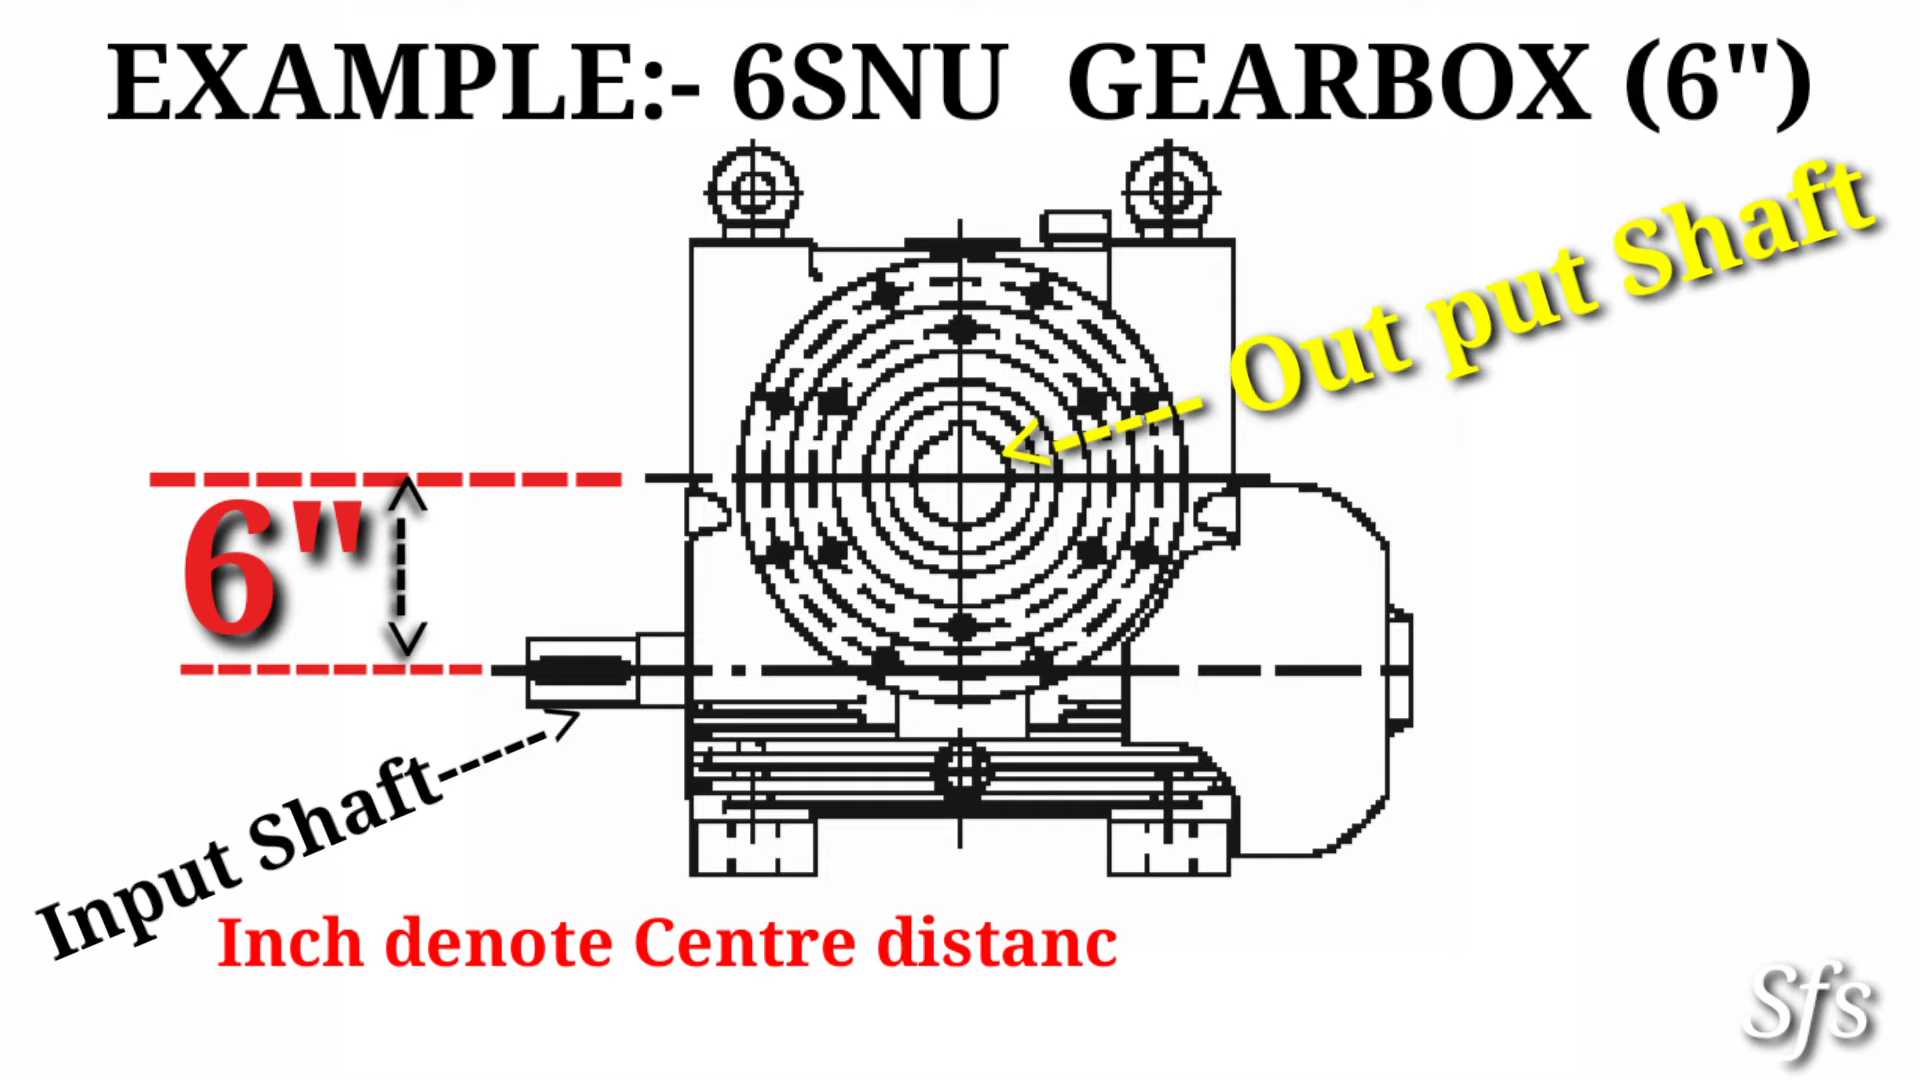 EXAMPLE:- 6SNU GEARBOX (6")
Out put Shaft
6"
Input Shaft
Inch denote Centre distanc
Sfs